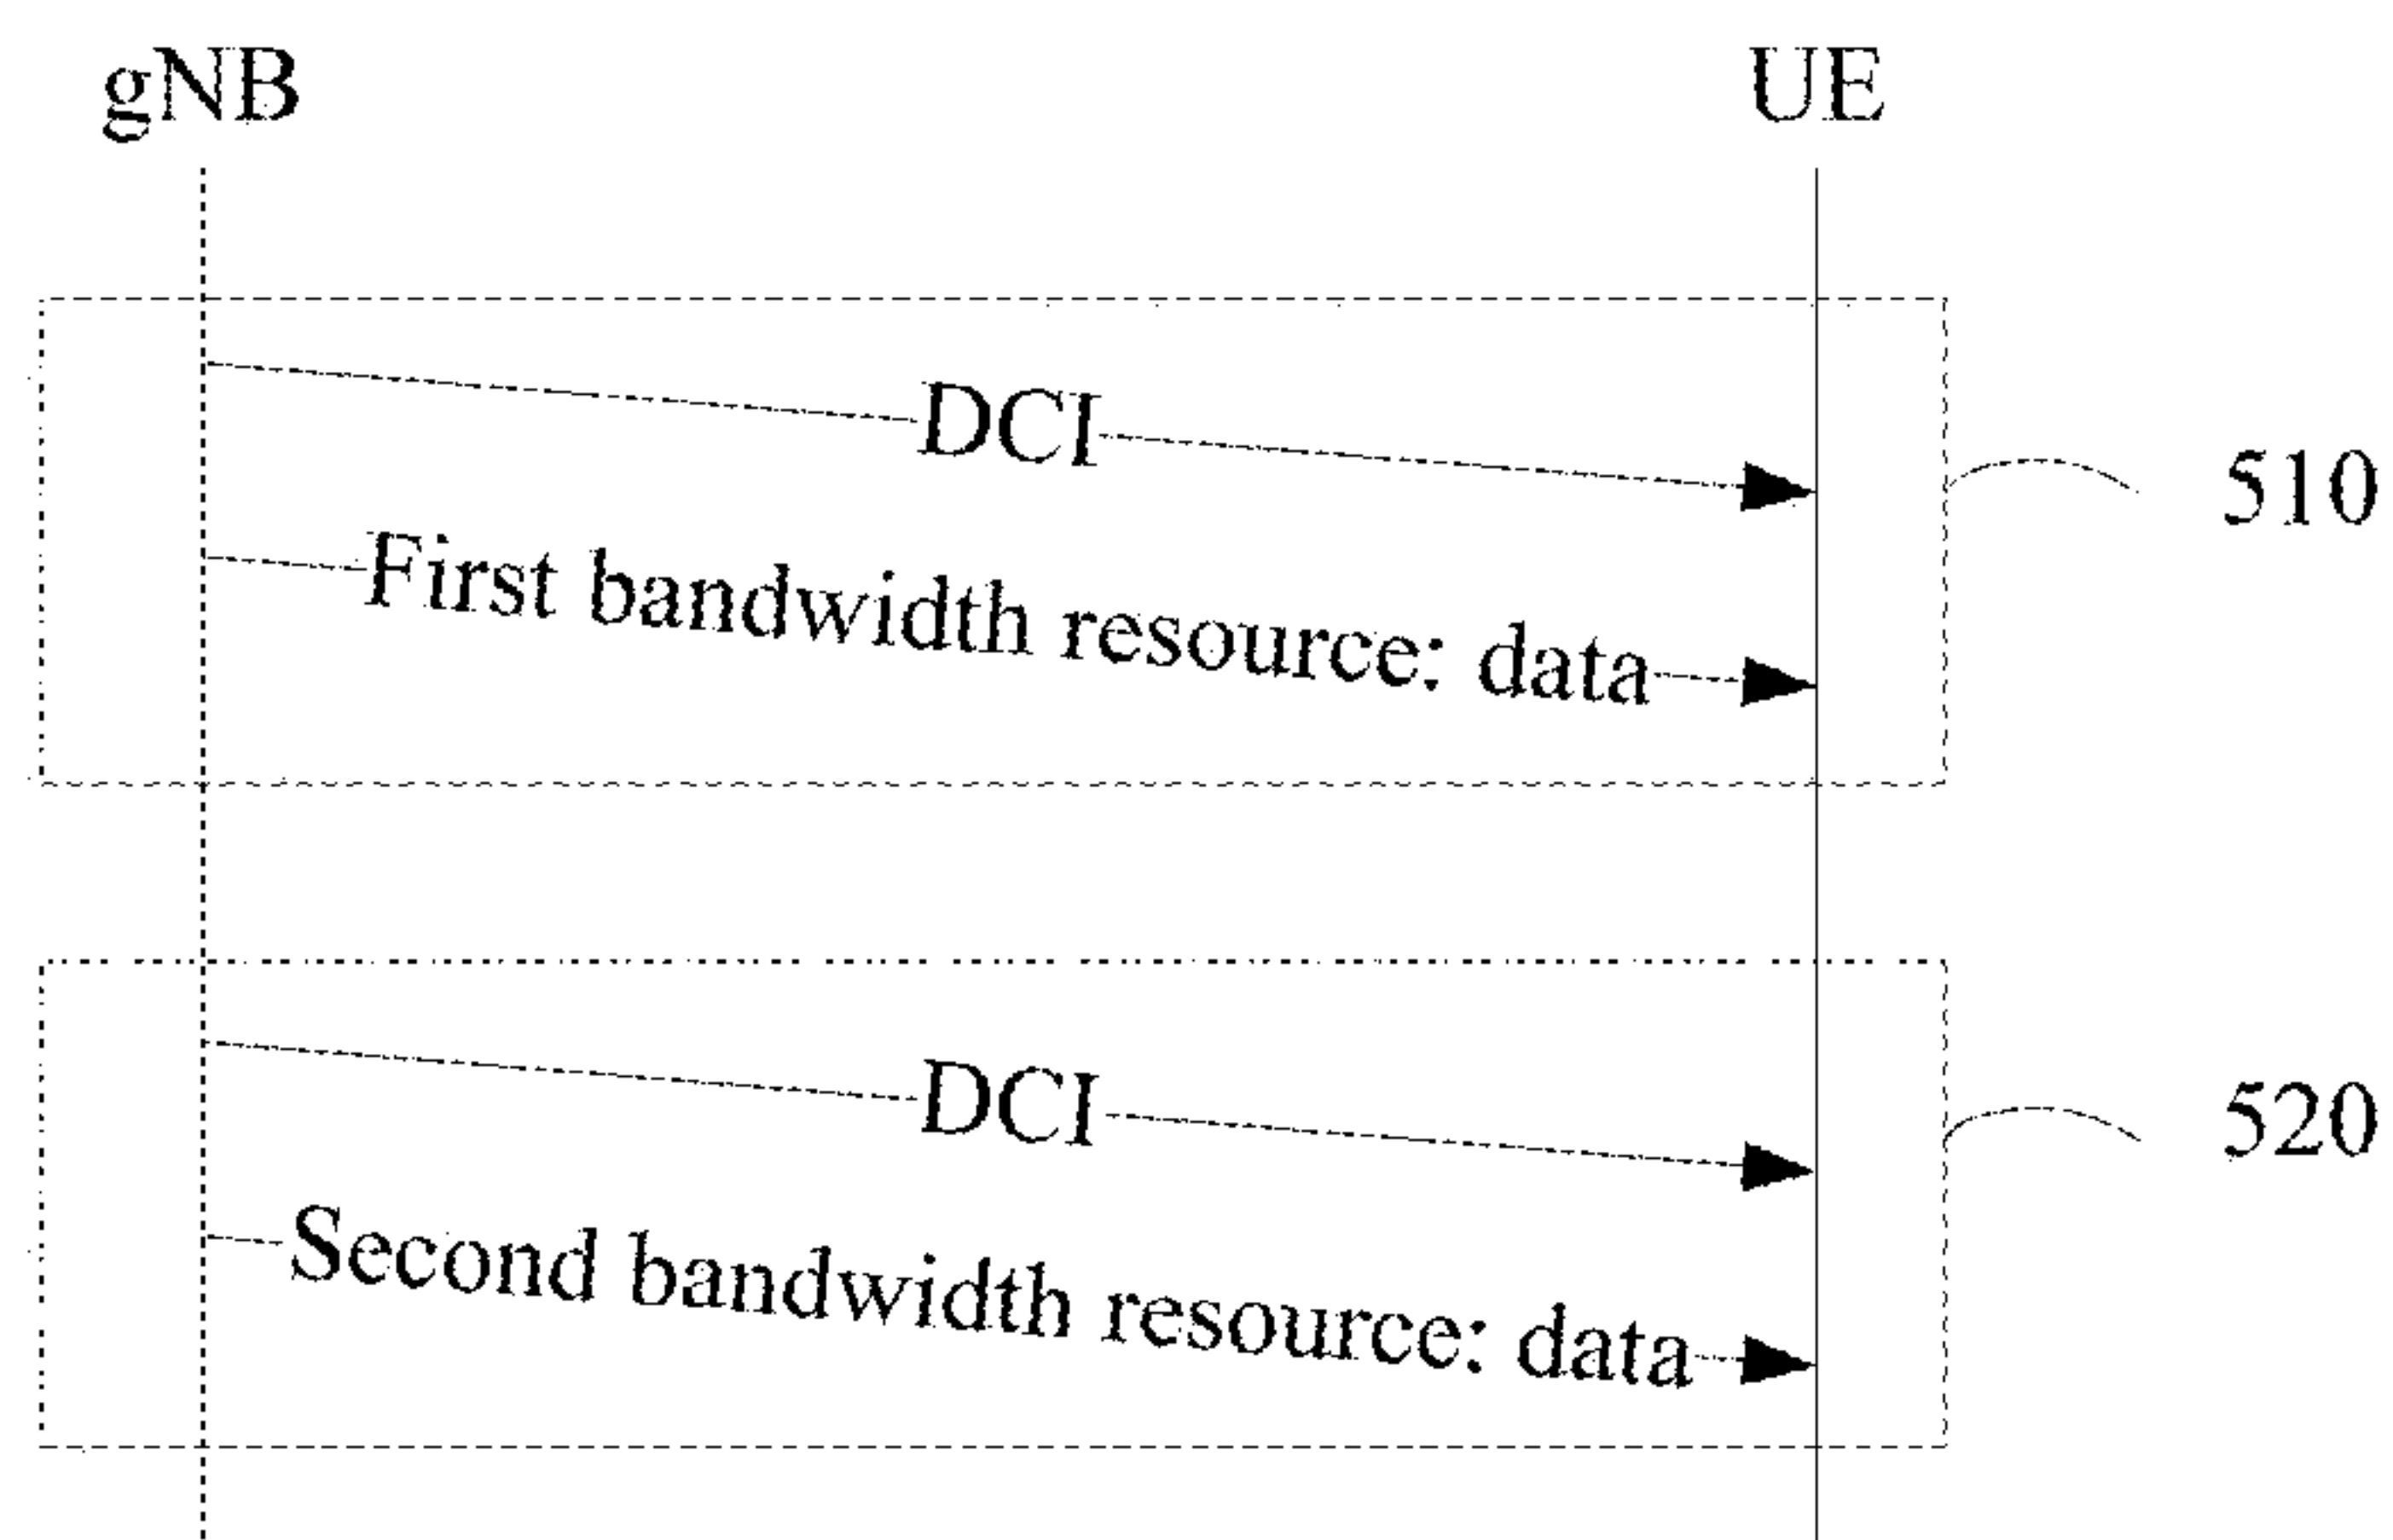 gNB
UE
DCI
510
First bandwidth resource: data
DCI
520
Second bandwidth resource: data